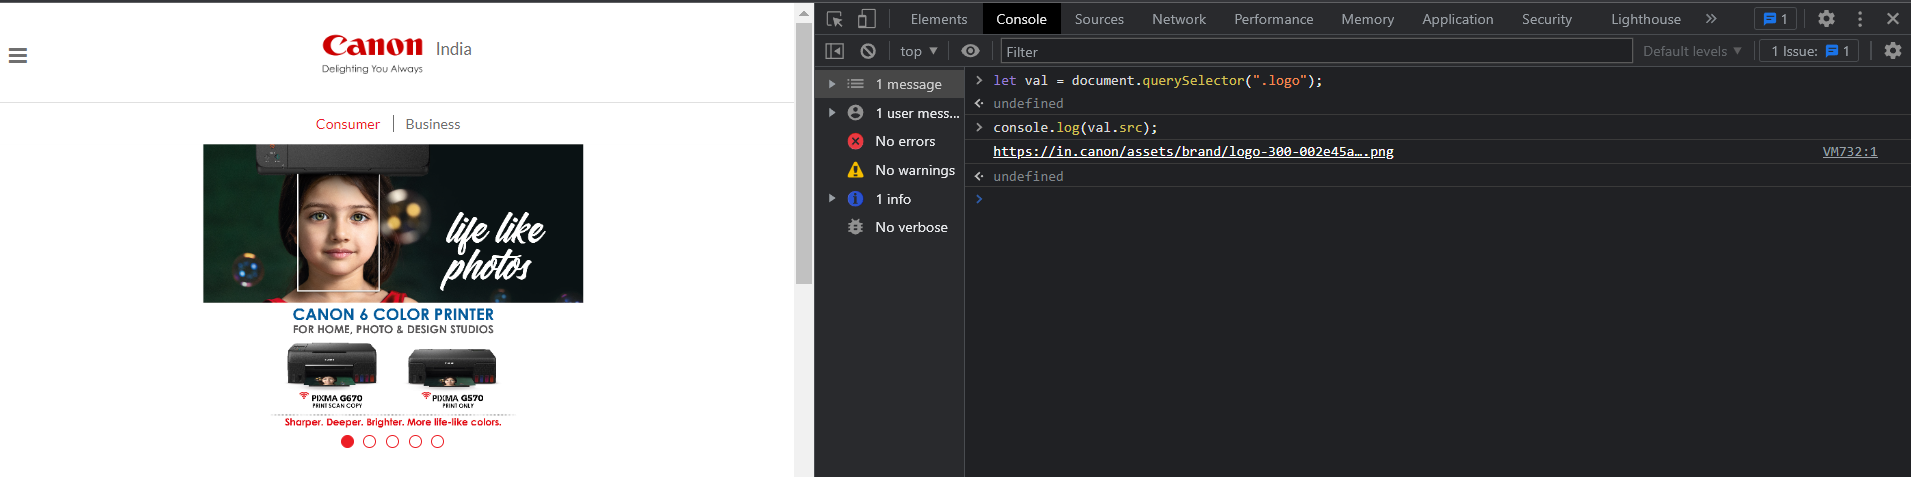 Canon India
Delighting You Always
Consumer | Business
life like
photos
CANON 6 COLOR PRINTER
FOR HOME, PHOTO & DESIGN STUDIOS
PIXMA G670
PRINT SCAN COPY
PIXMA G570
PRINT ONLY
Sharper. Deeper. Brighter. More life-like colors.
Elements Console Sources Network Performance Memory Application Security Lighthouse » 1
top ▼ Filter Default levels ▼ 1 Issue: 1
1 message
1 user mess...
No errors
No warnings
1 info
No verbose
> let val = document.querySelector(".logo");
undefined
> console.log(val.src);
https://in.canon/assets/brand/logo-300-002e45a….png VM732:1
undefined
>